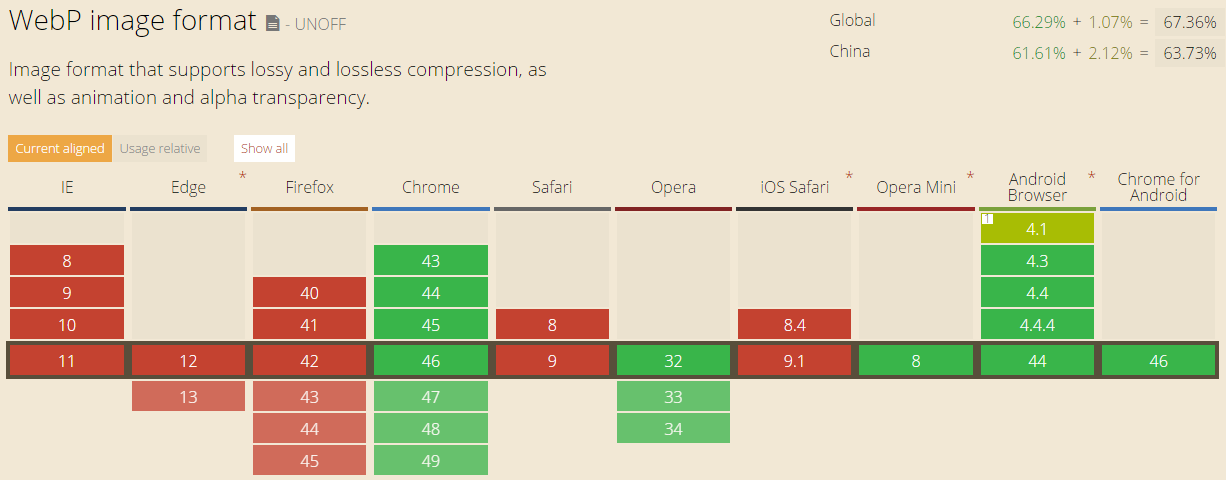 WebP image format - UNOFF
Global 66.29% + 1.07% = 67.36%
China 61.61% + 2.12% = 63.73%
Image format that supports lossy and lossless compression, as
well as animation and alpha transparency.
Current aligned Usage relative Show all
IE Edge * Firefox Chrome Safari Opera iOS Safari * Opera Mini * Android Browser * Chrome for Android
1 4.1
8 43 4.3
9 40 44 4.4
10 41 45 8 8.4 4.4.4
11 12 42 46 9 32 9.1 8 44 46
13 43 47 33
44 48 34
45 49